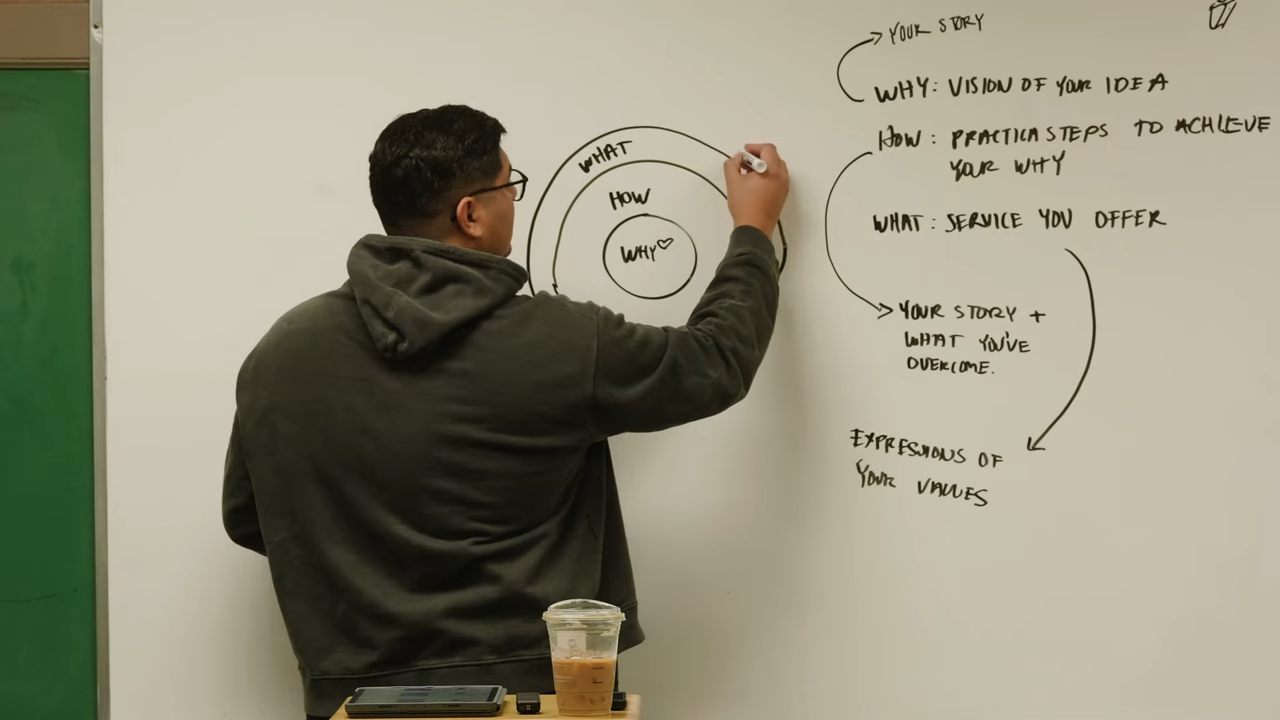 WHAT
HOW
WHY
YOUR STORY
WHY: VISION OF YOUR IDEA
HOW: PRACTICA STEPS TO ACHIEVE
YOUR WHY
WHAT: SERVICE YOU OFFER
YOUR STORY +
WHAT YOU'VE
OVERCOME.
EXPRESSIONS OF
YOUR VALUES